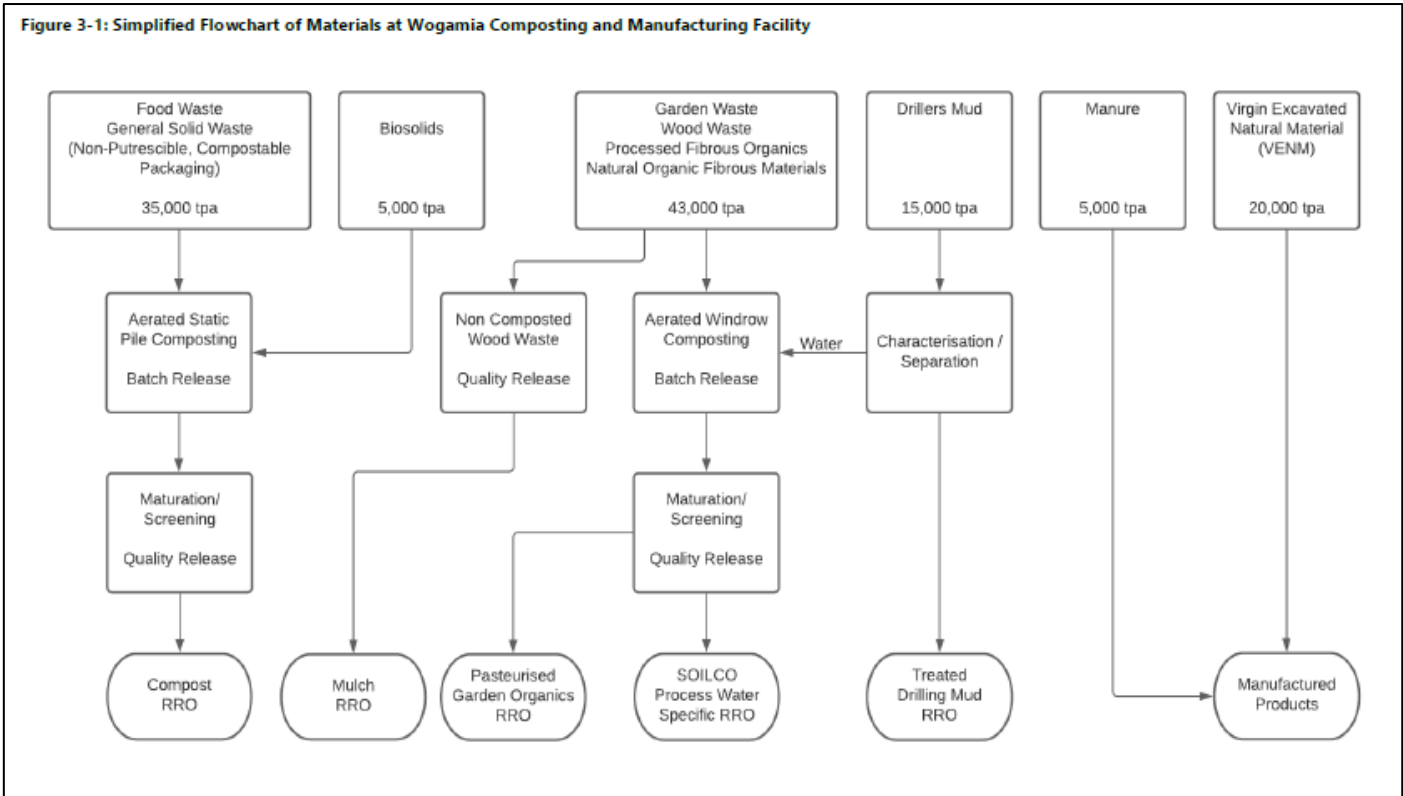 Figure 3-1: Simplified Flowchart of Materials at Wogamia Composting and Manufacturing Facility
Food Waste
General Solid Waste
(Non-Putrescible, Compostable
Packaging)
35,000 tpa
Biosolids
5,000 tpa
Garden Waste
Wood Waste
Processed Fibrous Organics
Natural Organic Fibrous Materials
43,000 tpa
Drillers Mud
15,000 tpa
Manure
5,000 tpa
Virgin Excavated
Natural Material
(VENM)
20,000 tpa
Aerated Static
Pile Composting
Batch Release
Non Composted
Wood Waste
Quality Release
Aerated Windrow
Composting
Batch Release
Water
Characterisation /
Separation
Maturation/
Screening
Quality Release
Maturation/
Screening
Quality Release
Compost
RRO
Mulch
RRO
Pasteurised
Garden Organics
RRO
SOILCO
Process Water
Specific RRO
Treated
Drilling Mud
RRO
Manufactured
Products